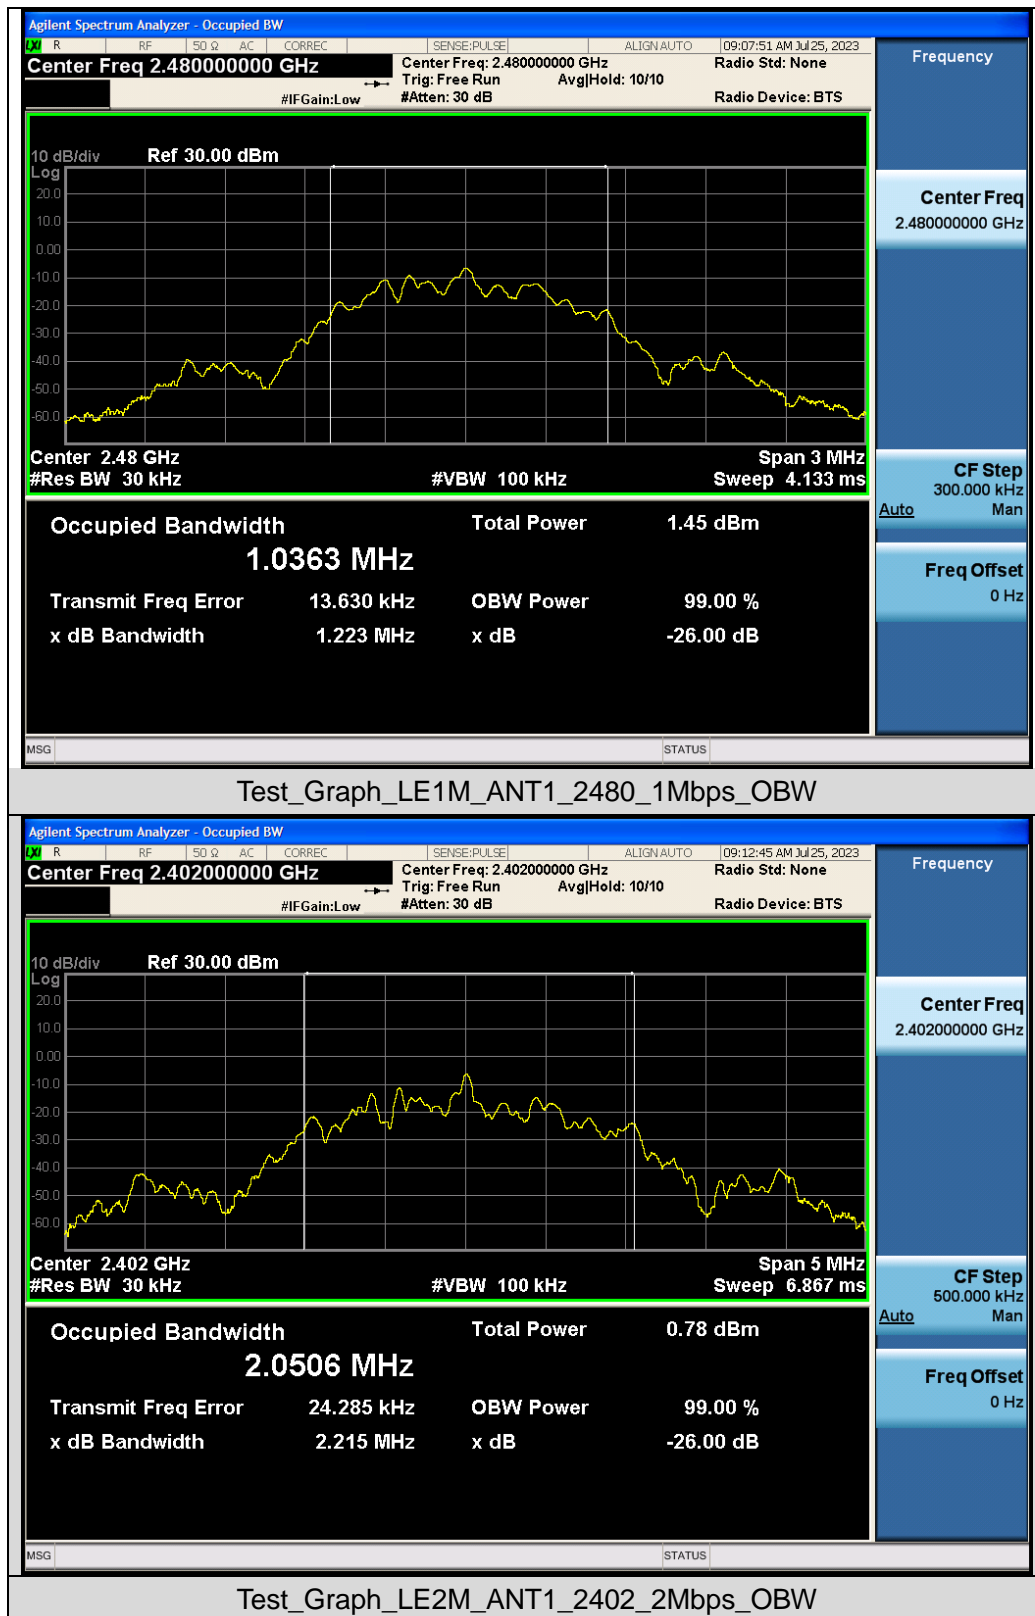 Agilent Spectrum Analyzer - Occupied BW
LXI R RF 50 Ω AC CORREC SENSE:PULSE ALIGN AUTO 09:07:51 AM Jul 25, 2023
Center Freq 2.480000000 GHz
Center Freq: 2.480000000 GHz
Radio Std: None
Trig: Free Run Avg|Hold: 10/10
#IFGain:Low #Atten: 30 dB Radio Device: BTS
10 dB/div Ref 30.00 dBm
Log
20.0
10.0
0.00
-10.0
-20.0
-30.0
-40.0
-50.0
-60.0
Center 2.48 GHz Span 3 MHz
#Res BW 30 kHz #VBW 100 kHz Sweep 4.133 ms
Occupied Bandwidth Total Power 1.45 dBm
1.0363 MHz
Transmit Freq Error 13.630 kHz OBW Power 99.00 %
x dB Bandwidth 1.223 MHz x dB -26.00 dB
MSG STATUS
Frequency
Center Freq
2.480000000 GHz
CF Step
300.000 kHz
Auto Man
Freq Offset
0 Hz
Test_Graph_LE1M_ANT1_2480_1Mbps_OBW
Agilent Spectrum Analyzer - Occupied BW
LXI R RF 50 Ω AC CORREC SENSE:PULSE ALIGN AUTO 09:12:45 AM Jul 25, 2023
Center Freq 2.402000000 GHz
Center Freq: 2.402000000 GHz
Radio Std: None
Trig: Free Run Avg|Hold: 10/10
#IFGain:Low #Atten: 30 dB Radio Device: BTS
10 dB/div Ref 30.00 dBm
Log
20.0
10.0
0.00
-10.0
-20.0
-30.0
-40.0
-50.0
-60.0
Center 2.402 GHz Span 5 MHz
#Res BW 30 kHz #VBW 100 kHz Sweep 6.867 ms
Occupied Bandwidth Total Power 0.78 dBm
2.0506 MHz
Transmit Freq Error 24.285 kHz OBW Power 99.00 %
x dB Bandwidth 2.215 MHz x dB -26.00 dB
MSG STATUS
Frequency
Center Freq
2.402000000 GHz
CF Step
500.000 kHz
Auto Man
Freq Offset
0 Hz
Test_Graph_LE2M_ANT1_2402_2Mbps_OBW